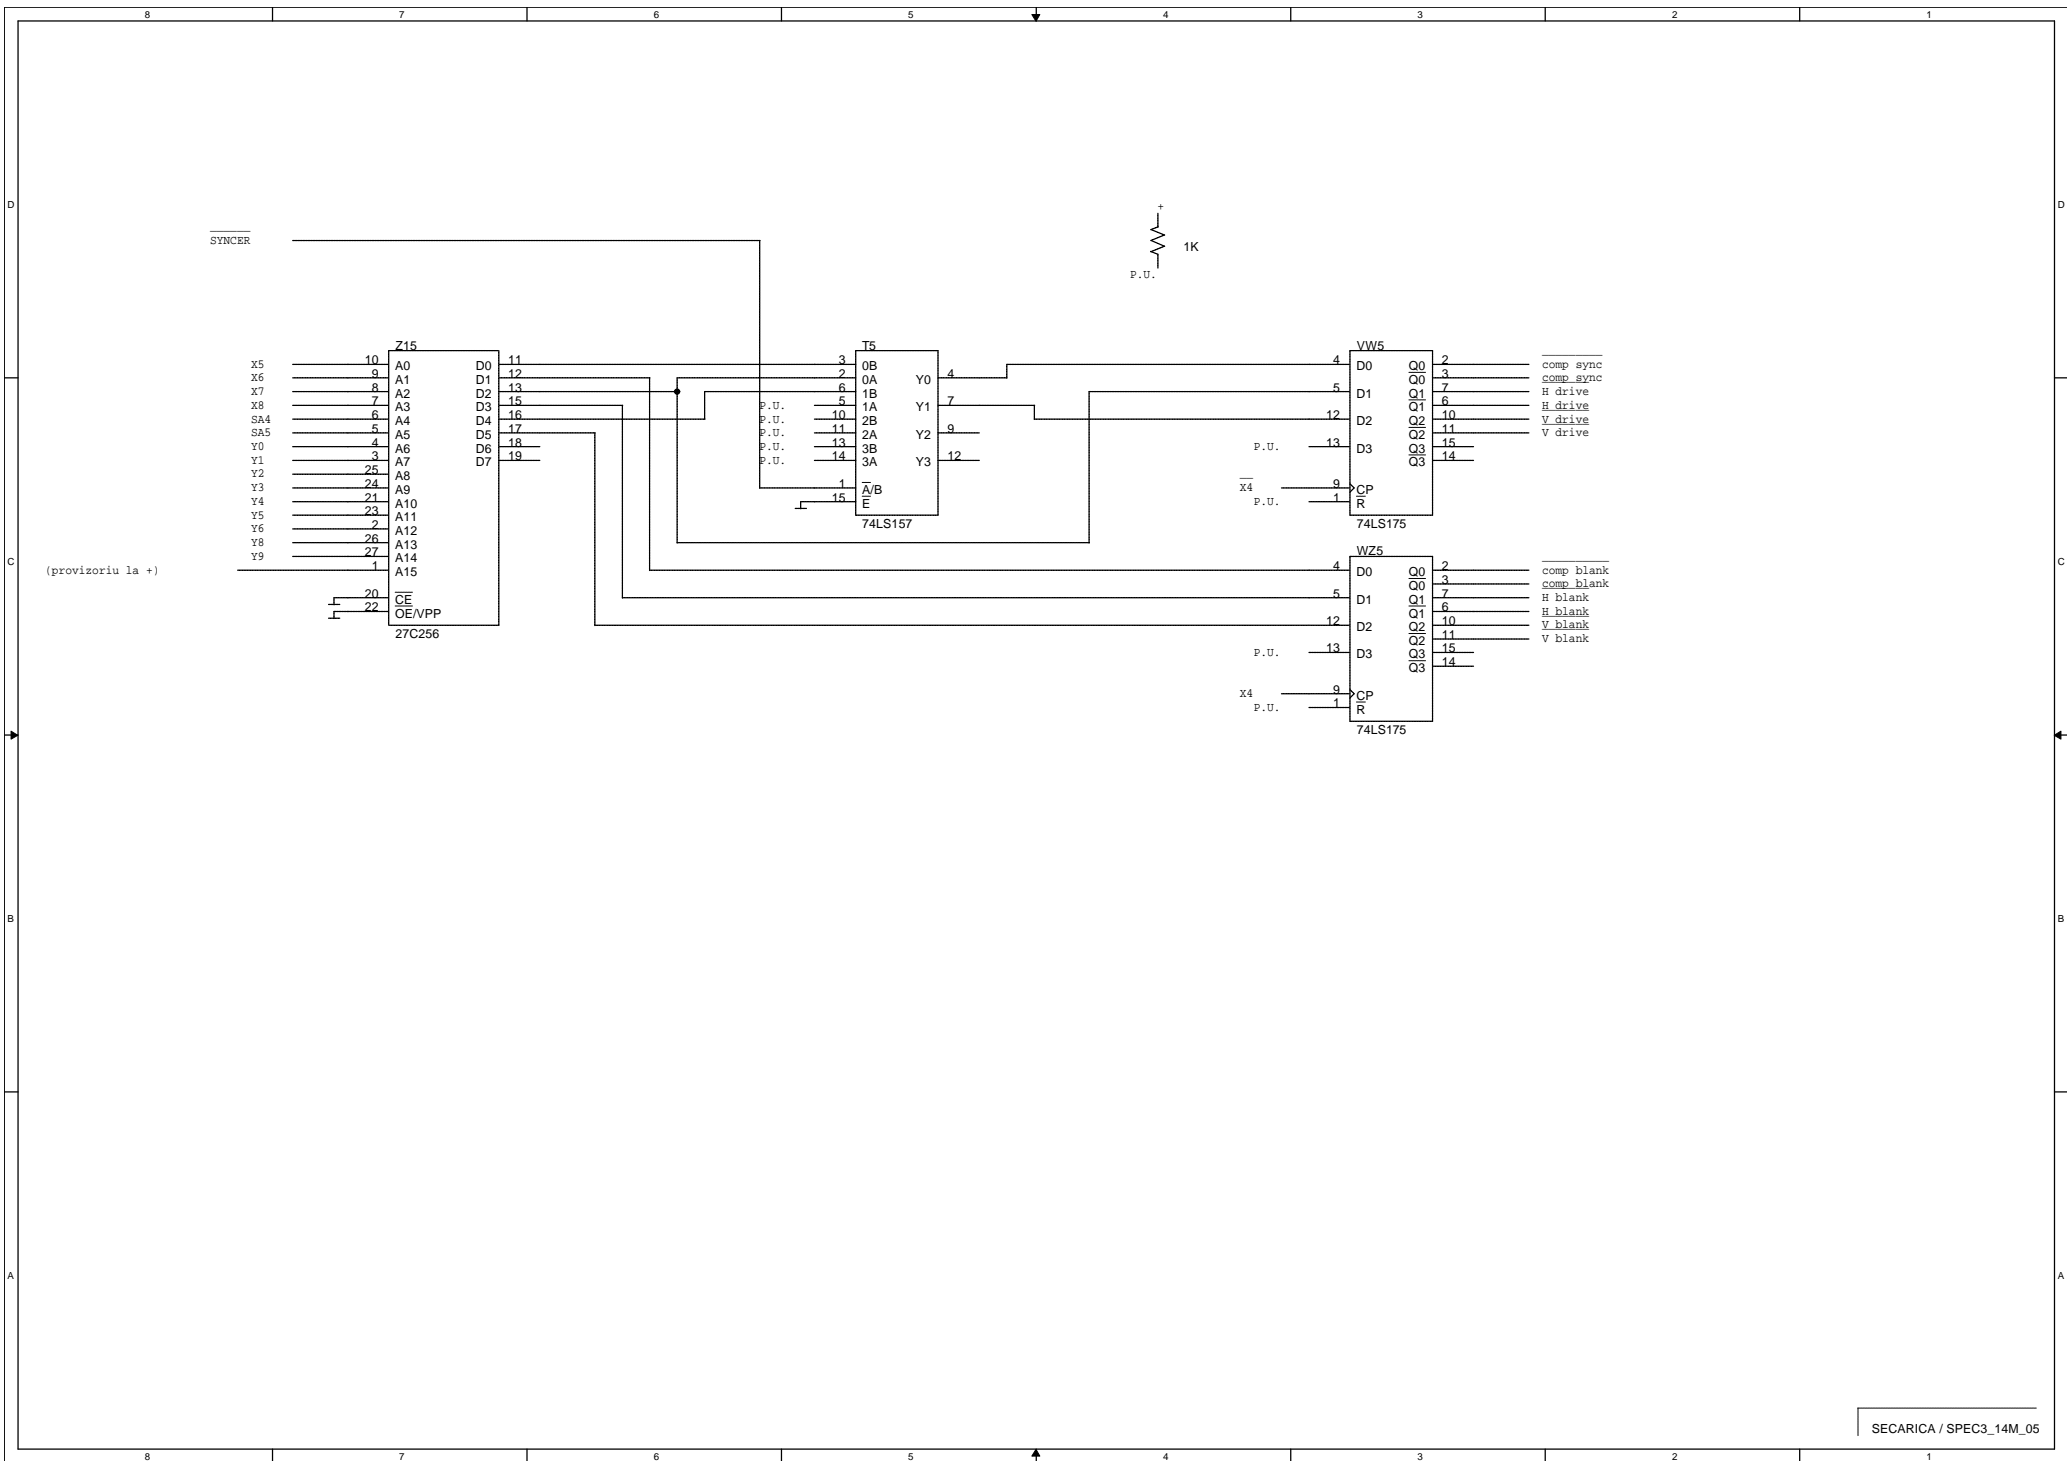 8 7 6 5 4 3 2 1
D D
+
SYNCER
1K
P.U.
Z15 T5 VW5
X5 10 A0 D0 11 3 0B 4 D0 Q0 2 comp sync
X6 9 A1 D1 12 2 0A Y0 4 Q0 3 comp sync
X7 8 A2 D2 13 6 1B 5 D1 Q1 7 H drive
X8 7 A3 D3 15 P.U. 5 1A Y1 7 Q1 6 H drive
SA4 6 A4 D4 16 P.U. 10 2B 12 D2 Q2 10 V drive
SA5 5 A5 D5 17 P.U. 11 2A Y2 9 Q2 11 V drive
Y0 4 A6 D6 18 P.U. 13 3B P.U. 13 D3 Q3 15
Y1 3 A7 D7 19 P.U. 14 3A Y3 12 Q3 14
Y2 25 A8
Y3 24 A9 1 A/B X4 9 CP
Y4 21 A10 15 E P.U. 1 R
Y5 23 A11 74LS157 74LS175
Y6 2 A12
Y8 26 A13
Y9 27 A14 WZ5
C C
(provizoriu la +) 1 A15 4 D0 Q0 2 comp blank
Q0 3 comp blank
20 CE 5 D1 Q1 7 H blank
22 OE/VPP Q1 6 H blank
27C256 12 D2 Q2 10 V blank
Q2 11 V blank
P.U. 13 D3 Q3 15
Q3 14
X4 9 CP
P.U. 1 R
74LS175
B B
A A
SECARICA / SPEC3_14M_05
8 7 6 5 4 3 2 1